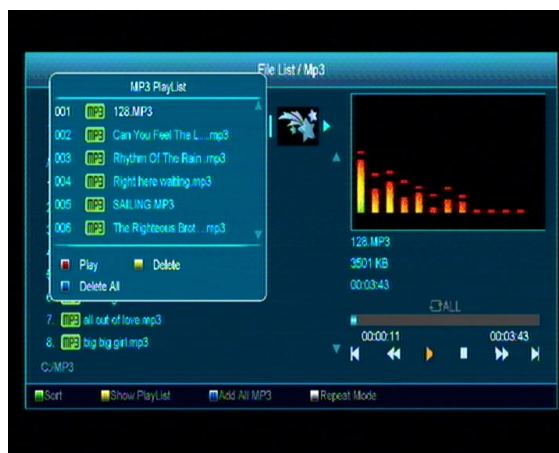 File List / Mp3
MP3 PlayList
001 MP3 128.MP3
002 MP3 Can You Feel The L....mp3
003 MP3 Rhythm Of The Rain .mp3
004 MP3 Right here waiting.mp3
005 MP3 SAILING.MP3
006 MP3 The Righteous Brot....mp3
Play Delete
Delete All
7. MP3 all out of love.mp3
8. MP3 big big girl.mp3
C:/MP3
128.MP3
3501 KB
00:03:43
ALL
00:00:11 00:03:43
Sort Show PlayList Add All MP3 Repeat Mode